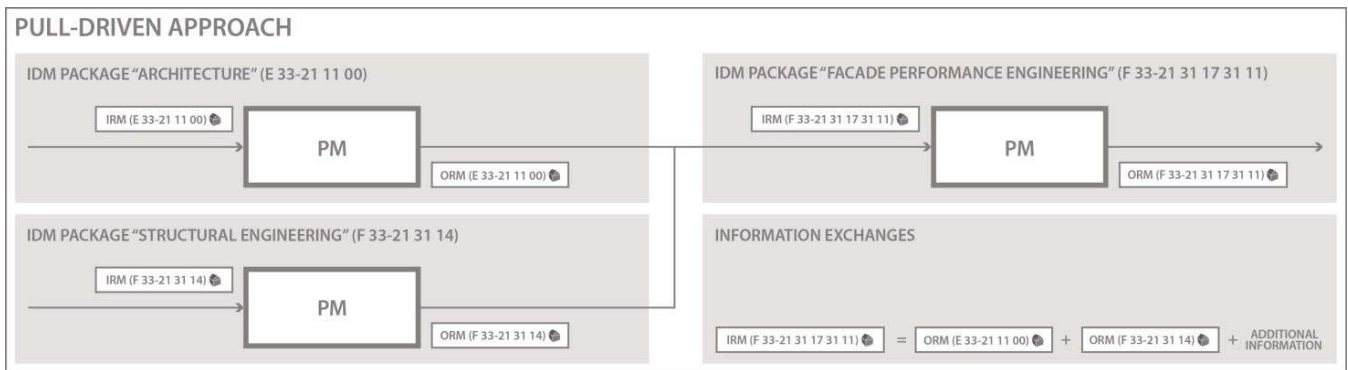 PULL-DRIVEN APPROACH
IDM PACKAGE "ARCHITECTURE" (E 33-21 11 00)
IRM (E 33-21 11 00)
PM
ORM (E 33-21 11 00)
IDM PACKAGE "FACADE PERFORMANCE ENGINEERING" (F 33-21 31 17 31 11)
IRM (F 33-21 31 17 31 11)
PM
ORM (F 33-21 31 17 31 11)
IDM PACKAGE "STRUCTURAL ENGINEERING" (F 33-21 31 14)
IRM (F 33-21 31 14)
PM
ORM (F 33-21 31 14)
INFORMATION EXCHANGES
IRM (F 33-21 31 17 31 11) = ORM (E 33-21 11 00) + ORM (F 33-21 31 14) + ADDITIONAL
INFORMATION